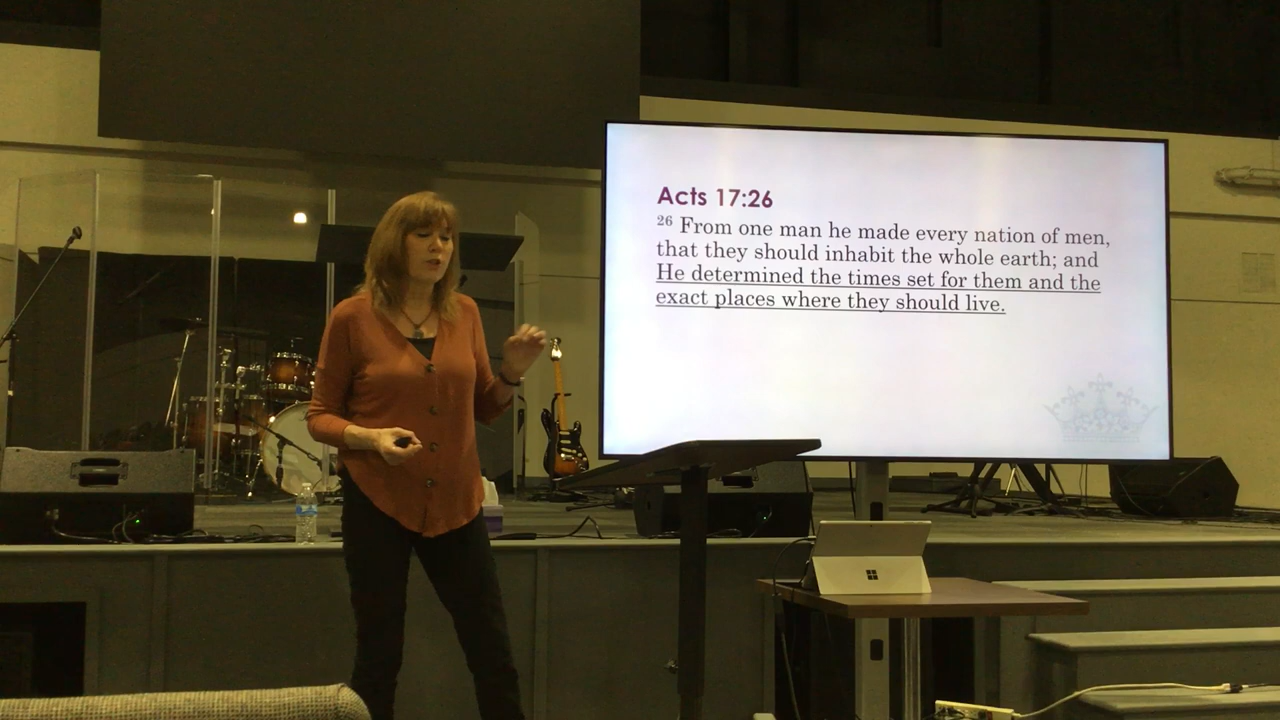 Acts 17:26
26 From one man he made every nation of men,
that they should inhabit the whole earth; and
He determined the times set for them and the
exact places where they should live.